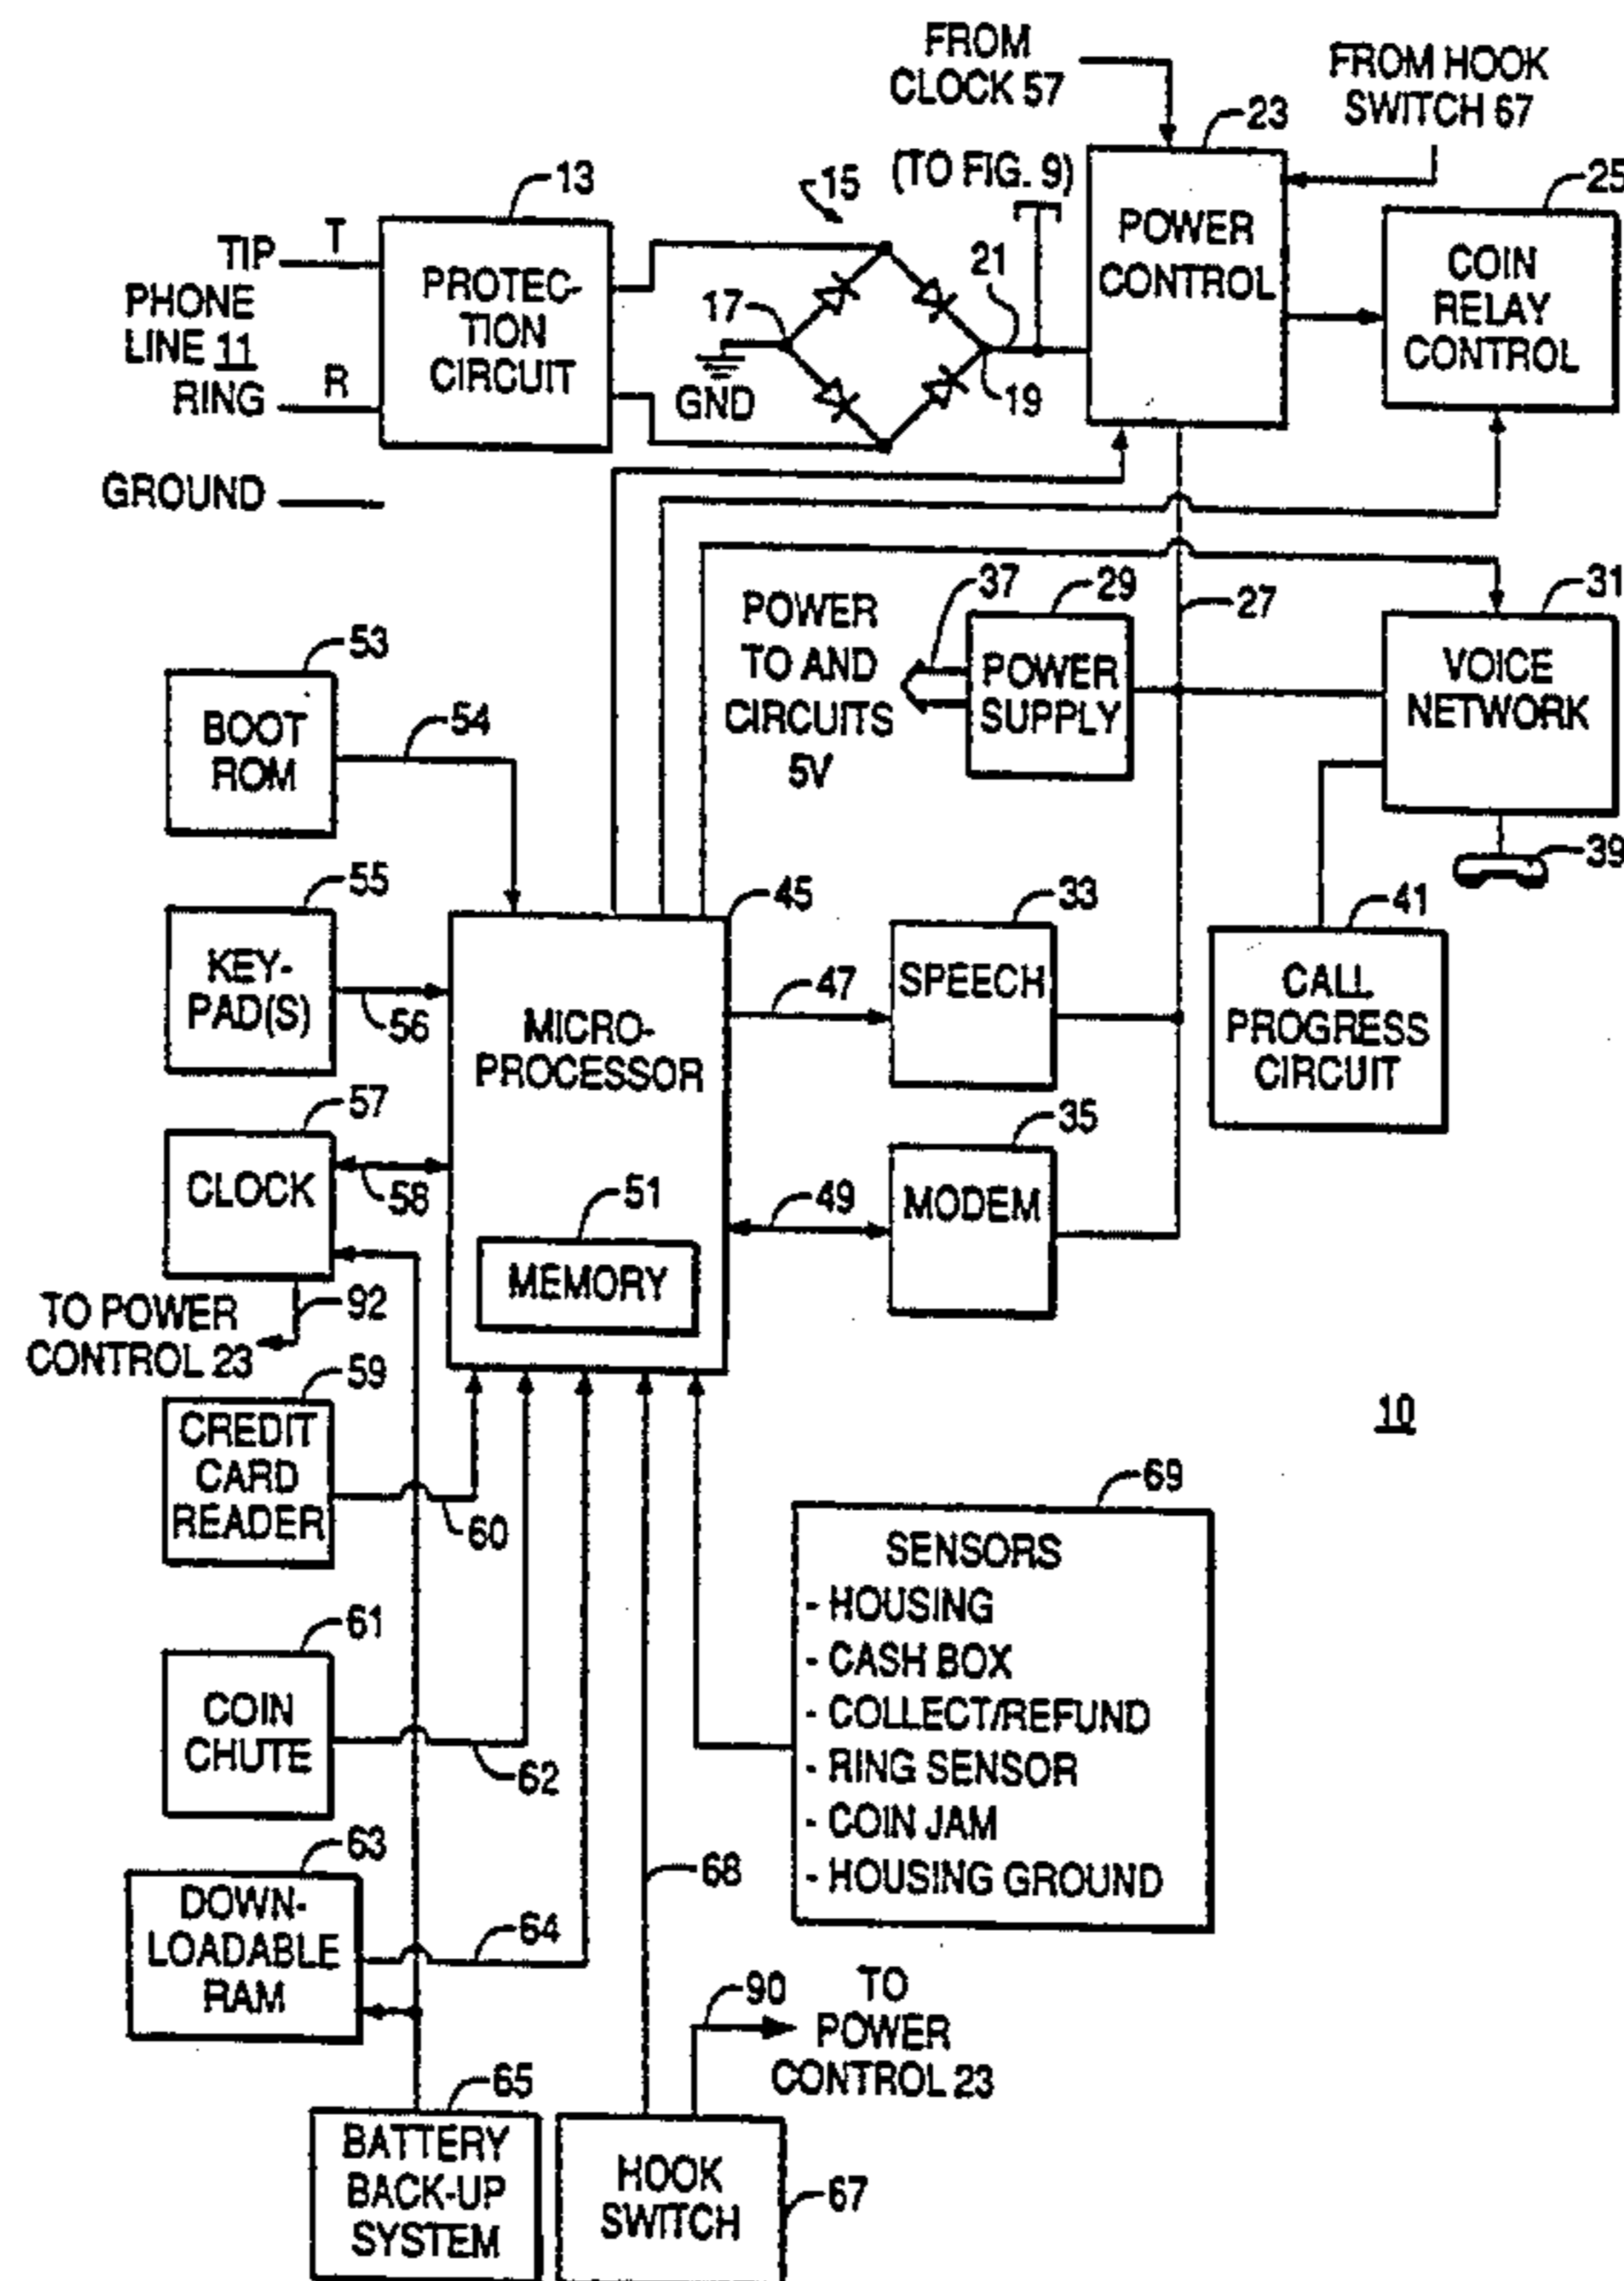 FROM
CLOCK 57
FROM HOOK
SWITCH 67
23
(TO FIG. 9)
13
15
25
TIP T
PHONE
LINE 11
RING R
PROTEC-
TION
CIRCUIT
17
GND
21
19
POWER
CONTROL
COIN
RELAY
CONTROL
GROUND
37
29
27
31
POWER
TO AND
CIRCUITS
5V
POWER
SUPPLY
VOICE
NETWORK
53
BOOT
ROM
54
39
55
45
33
41
KEY-
PAD(S)
56
47
SPEECH
CALL
PROGRESS
CIRCUIT
MICRO-
PROCESSOR
57
35
CLOCK
58
51
49
MODEM
MEMORY
92
TO POWER
CONTROL 23
59
CREDIT
CARD
READER
60
10
69
SENSORS
- HOUSING
- CASH BOX
- COLLECT/REFUND
- RING SENSOR
- COIN JAM
- HOUSING GROUND
61
COIN
CHUTE
62
63
68
DOWN-
LOADABLE
RAM
64
90
TO
POWER
CONTROL 23
65
BATTERY
BACK-UP
SYSTEM
HOOK
SWITCH
67